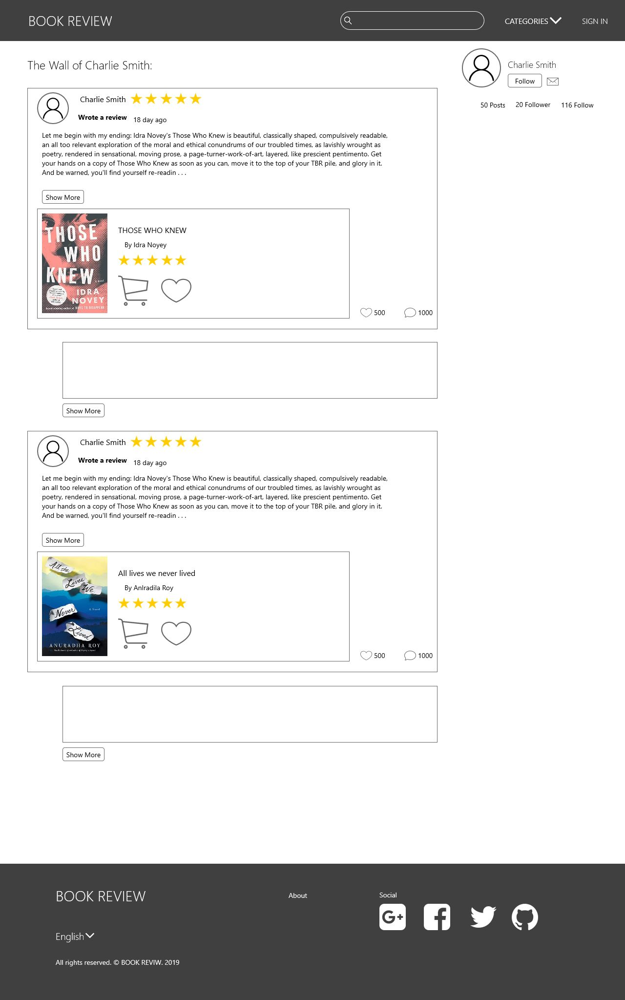 BOOK REVIEW
CATEGORIES
SIGN IN
The Wall of Charlie Smith:
Charlie Smith
Follow
50 Posts
20 Follower
116 Follow
Charlie Smith
Wrote a review
18 day ago
Let me begin with my ending: Idra Novey's Those Who Knew is beautiful, classically shaped, compulsively readable,
an all too relevant exploration of the moral and ethical conundrums of our troubled times, as lavishly wrought as
poetry, rendered in sensational, moving prose, a page-turner-work-of-art, layered, like prescient pentimento. Get
your hands on a copy of Those Who Knew as soon as you can, move it to the top of your TBR pile, and glory in it.
And be warned, you'll find yourself re-readin . . .
Show More
THOSE
WHO
KNEW
A Novel
IDRA
NOVEY
Award-winning author of WAYS TO DISAPPEAR
THOSE WHO KNEW
By Idra Noyey
500
1000
Show More
Charlie Smith
Wrote a review
18 day ago
Let me begin with my ending: Idra Novey's Those Who Knew is beautiful, classically shaped, compulsively readable,
an all too relevant exploration of the moral and ethical conundrums of our troubled times, as lavishly wrought as
poetry, rendered in sensational, moving prose, a page-turner-work-of-art, layered, like prescient pentimento. Get
your hands on a copy of Those Who Knew as soon as you can, move it to the top of your TBR pile, and glory in it.
And be warned, you'll find yourself re-readin . . .
Show More
All the
Lives We
Never
A Novel
Lived
ANURADHA ROY
All lives we never lived
By Anlradila Roy
500
1000
Show More
BOOK REVIEW
About
Social
English
All rights reserved. © BOOK REVIW. 2019